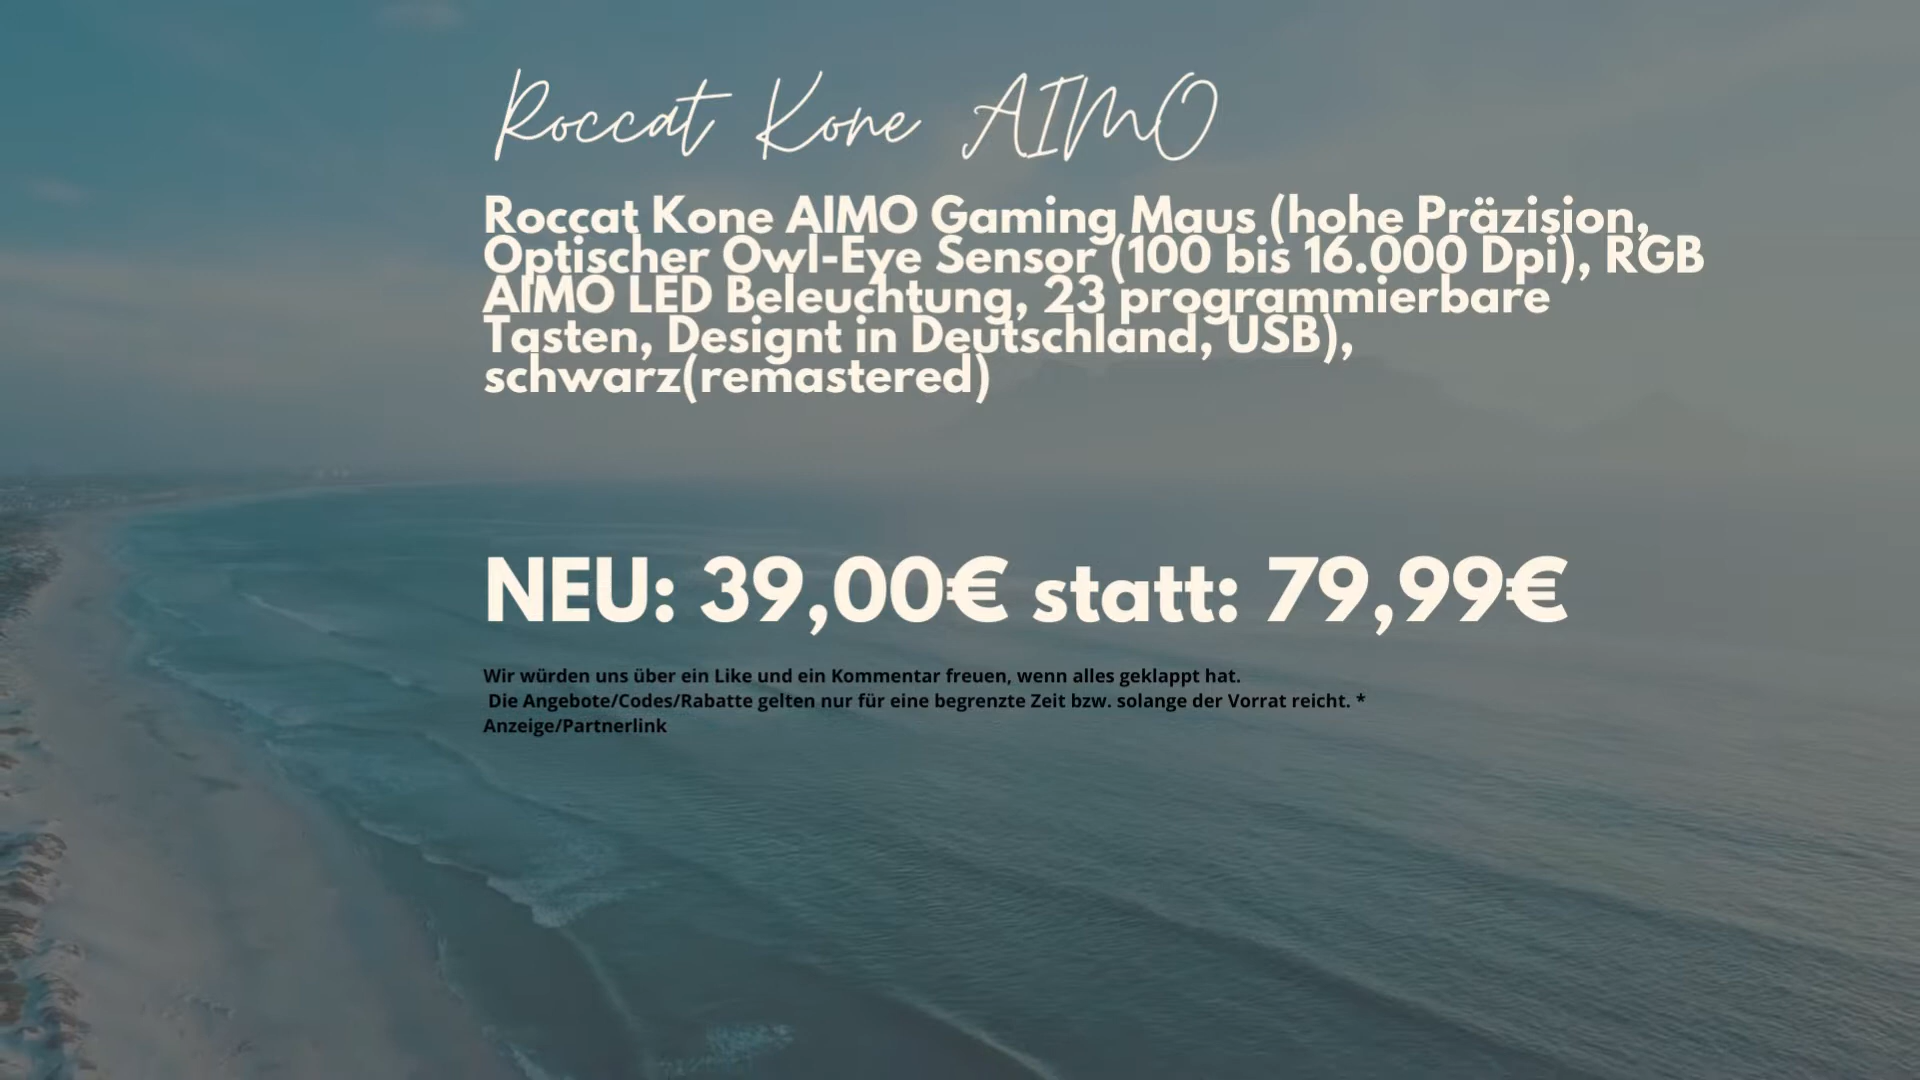 Roccat Kone AIMO
Roccat Kone AIMO Gaming Maus (hohe Präzision,
Optischer Owl-Eye Sensor (100 bis 16.000 Dpi), RGB
AIMO LED Beleuchtung, 23 programmierbare
Tasten, Designt in Deutschland, USB),
schwarz(remastered)
NEU: 39,00€ statt: 79,99€
Wir würden uns über ein Like und ein Kommentar freuen, wenn alles geklappt hat.
Die Angebote/Codes/Rabatte gelten nur für eine begrenzte Zeit bzw. solange der Vorrat reicht. *
Anzeige/Partnerlink